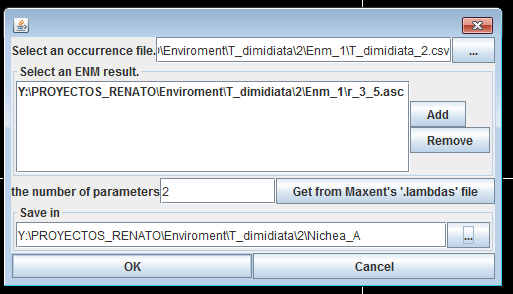 Select an occurrence file.
)\Enviroment\T_dimidiata\2\Enm_1\T_dimidiata_2.csv
...
Select an ENM result.
Y:\PROYECTOS_RENATO\Enviroment\T_dimidiata\2\Enm_1\r_3_5.asc
Add
Remove
the number of parameters
2
Get from Maxent's '.lambdas' file
Save in
Y:\PROYECTOS_RENATO\Enviroment\T_dimidiata\2\Nichea_A
...
OK
Cancel